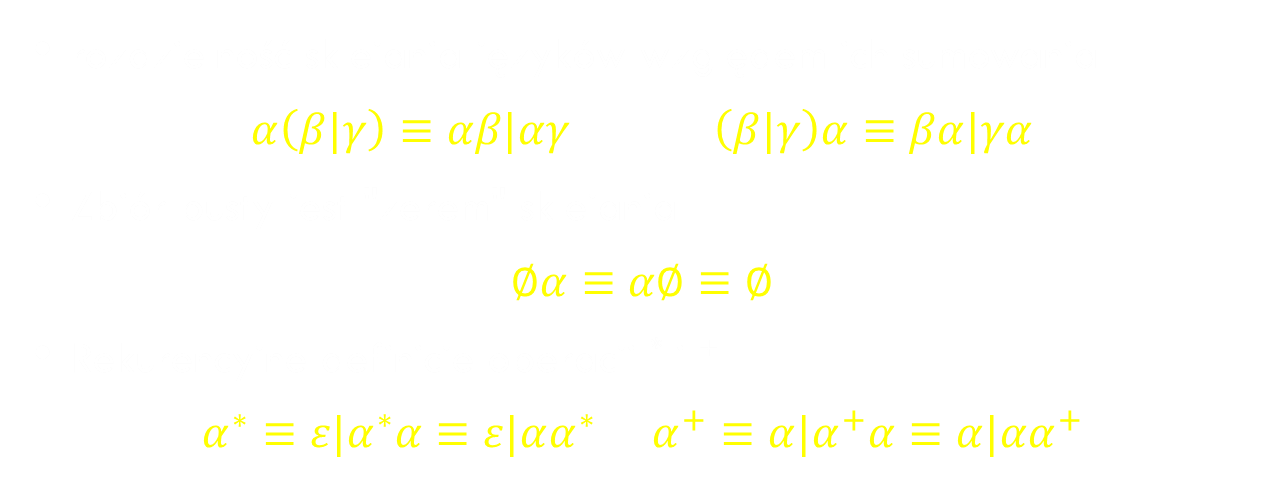 α(β|γ) ≡ αβ|αγ (β|γ)α ≡ βα|γα
∅α ≡ α∅ ≡ ∅
α* ≡ ε|α*α ≡ ε|αα* α⁺ ≡ α|α⁺α ≡ α|αα⁺